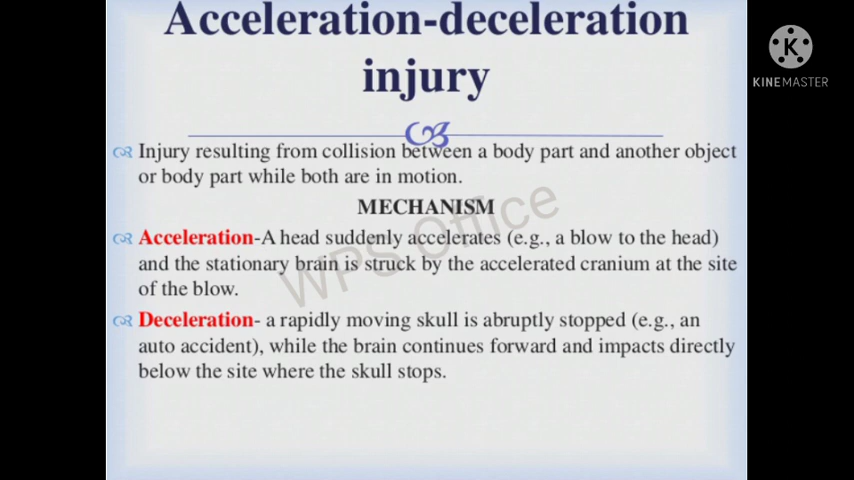 Acceleration-deceleration
injury
KINEMASTER
Injury resulting from collision between a body part and another object
or body part while both are in motion.
MECHANISM
Acceleration-A head suddenly accelerates (e.g., a blow to the head)
and the stationary brain is struck by the accelerated cranium at the site
of the blow.
Deceleration- a rapidly moving skull is abruptly stopped (e.g., an
auto accident), while the brain continues forward and impacts directly
below the site where the skull stops.
WPS Office